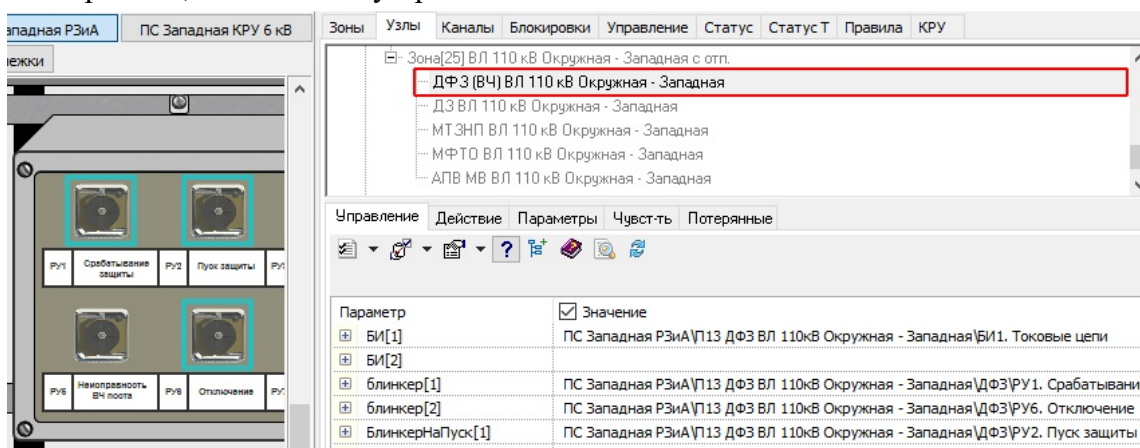 ападная РЗиА
ПС Западная КРУ 6 кВ
ежки
РУ1
Срабатывание защиты
РУ2
Пуск защиты
РУ6
Неисправность ВЧ поста
РУ8
Отключение
Зоны Узлы Каналы Блокировки Управление Статус Статус Т Правила КРУ
Зона[25] ВЛ 110 кВ Окружная - Западная с отп.
ДФЗ (ВЧ) ВЛ 110 кВ Окружная - Западная
ДЗ ВЛ 110 кВ Окружная - Западная
МТЗНП ВЛ 110 кВ Окружная - Западная
МФТО ВЛ 110 кВ Окружная - Западная
АПВ МВ ВЛ 110 кВ Окружная - Западная
Управление Действие Параметры Чувст-ть Потерянные
Параметр Значение
БИ[1] ПС Западная РЗиА\П13 ДФЗ ВЛ 110кВ Окружная - Западная\БИ1. Токовые цепи
БИ[2]
блинкер[1] ПС Западная РЗиА\П13 ДФЗ ВЛ 110кВ Окружная - Западная\ДФЗ\РУ1. Срабатывани
блинкер[2] ПС Западная РЗиА\П13 ДФЗ ВЛ 110кВ Окружная - Западная\ДФЗ\РУ6. Отключение
БлинкерНаПуск[1] ПС Западная РЗиА\П13 ДФЗ ВЛ 110кВ Окружная - Западная\ДФЗ\РУ2. Пуск защиты